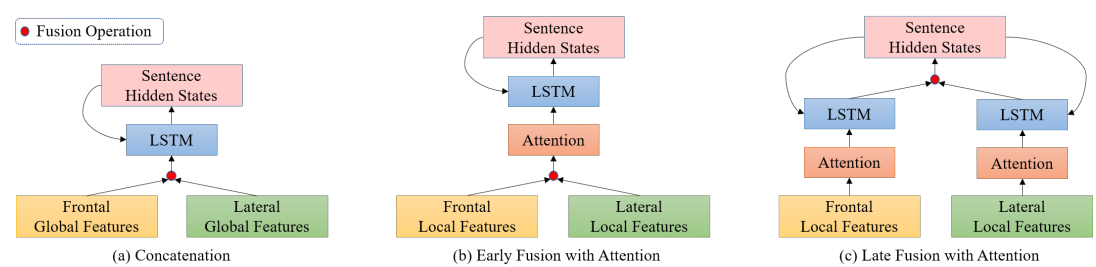 Fusion Operation
Sentence
Hidden States
LSTM
Frontal
Global Features
Lateral
Global Features
(a) Concatenation
Sentence
Hidden States
LSTM
Attention
Frontal
Local Features
Lateral
Local Features
(b) Early Fusion with Attention
Sentence
Hidden States
LSTM
LSTM
Attention
Attention
Frontal
Local Features
Lateral
Local Features
(c) Late Fusion with Attention